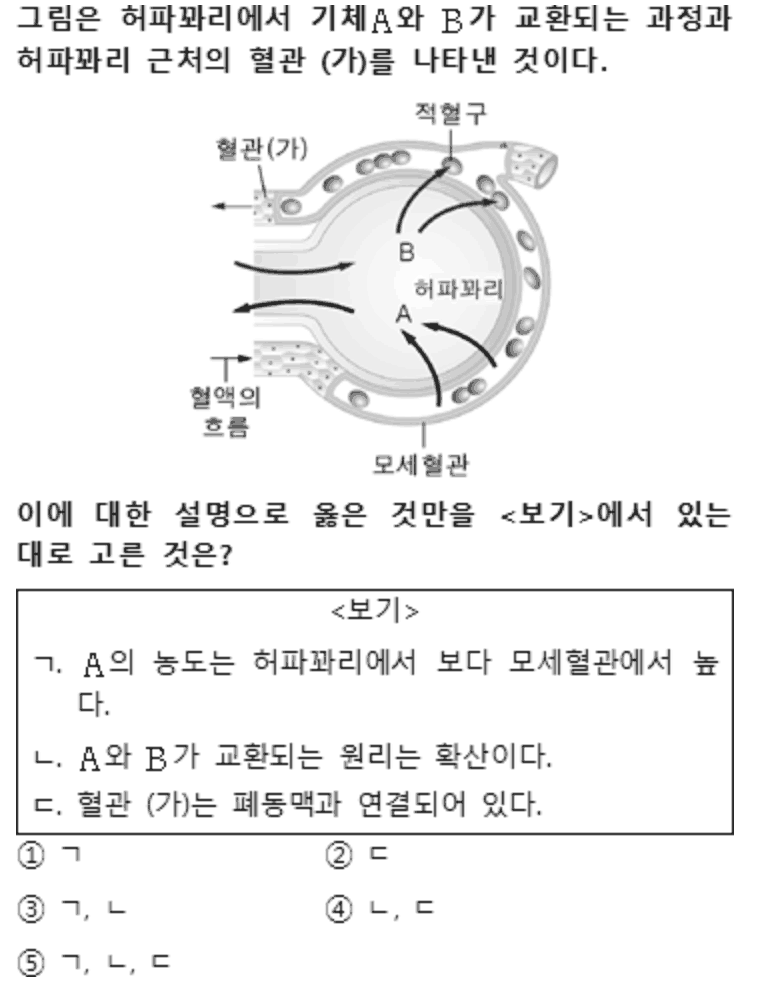 그림은 허파꽈리에서 기체A와 B가 교환되는 과정과
허파꽈리 근처의 혈관 (가)를 나타낸 것이다.
적혈구
혈관(가)
B
허파꽈리
A
혈액의
흐름
모세혈관
이에 대한 설명으로 옳은 것만을 <보기>에서 있는
대로 고른 것은?
<보기>
ㄱ. A의 농도는 허파꽈리에서 보다 모세혈관에서 높
다.
ㄴ. A와 B가 교환되는 원리는 확산이다.
ㄷ. 혈관 (가)는 폐동맥과 연결되어 있다.
① ㄱ ② ㄷ
③ ㄱ, ㄴ ④ ㄴ, ㄷ
⑤ ㄱ, ㄴ, ㄷ